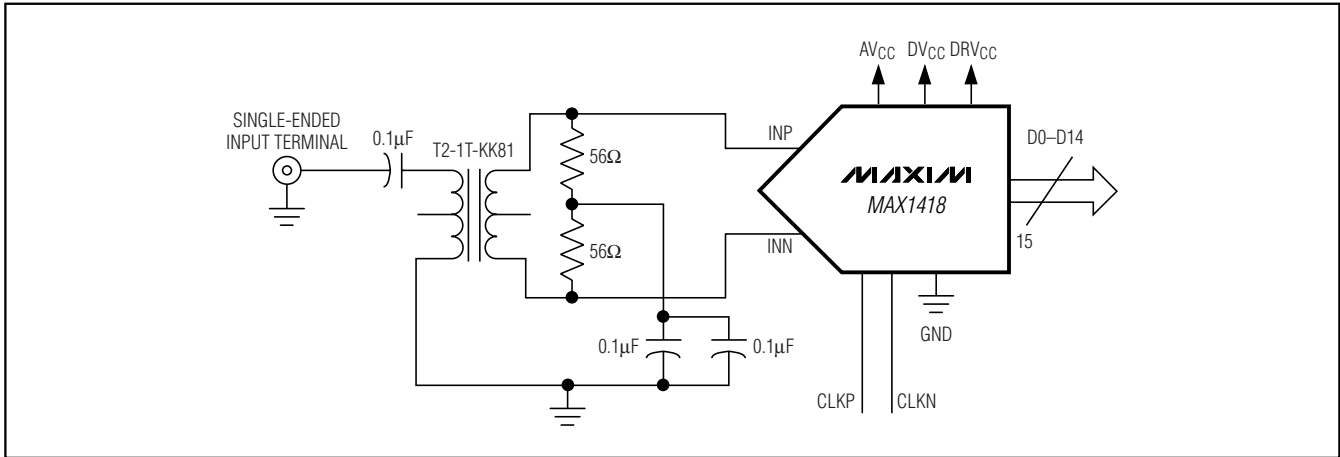 AVCC DVCC DRVCC
SINGLE-ENDED
INPUT TERMINAL
0.1μF
T2-1T-KK81
56Ω
56Ω
0.1μF
0.1μF
INP
INN
MAXIM
MAX1418
D0–D14
15
GND
CLKP
CLKN